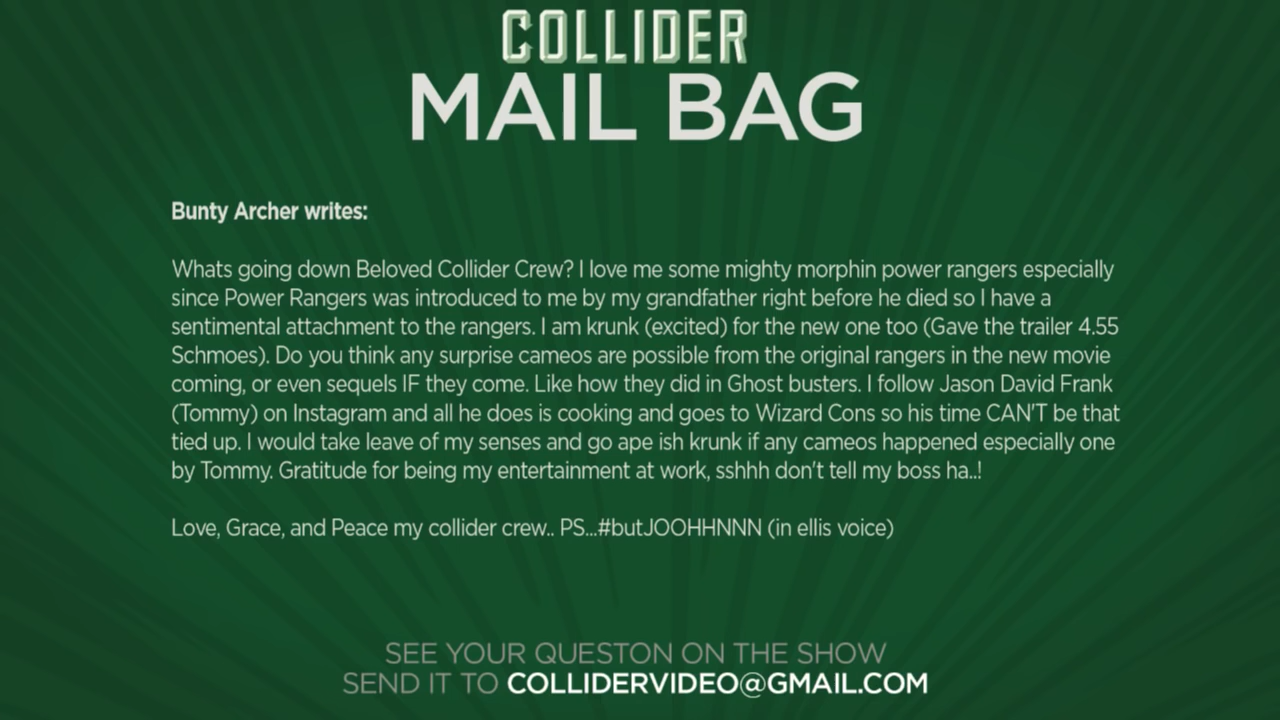 COLLIDER
MAIL BAG
Bunty Archer writes:
Whats going down Beloved Collider Crew? I love me some mighty morphin power rangers especially
since Power Rangers was introduced to me by my grandfather right before he died so I have a
sentimental attachment to the rangers. I am krunk (excited) for the new one too (Gave the trailer 4.55
Schmoes). Do you think any surprise cameos are possible from the original rangers in the new movie
coming, or even sequels IF they come. Like how they did in Ghost busters. I follow Jason David Frank
(Tommy) on Instagram and all he does is cooking and goes to Wizard Cons so his time CAN'T be that
tied up. I would take leave of my senses and go ape ish krunk if any cameos happened especially one
by Tommy. Gratitude for being my entertainment at work, sshhh don't tell my boss ha..!
Love, Grace, and Peace my collider crew.. PS...#butJOOHHNNN (in ellis voice)
SEE YOUR QUESTON ON THE SHOW
SEND IT TO COLLIDERVIDEO@GMAIL.COM